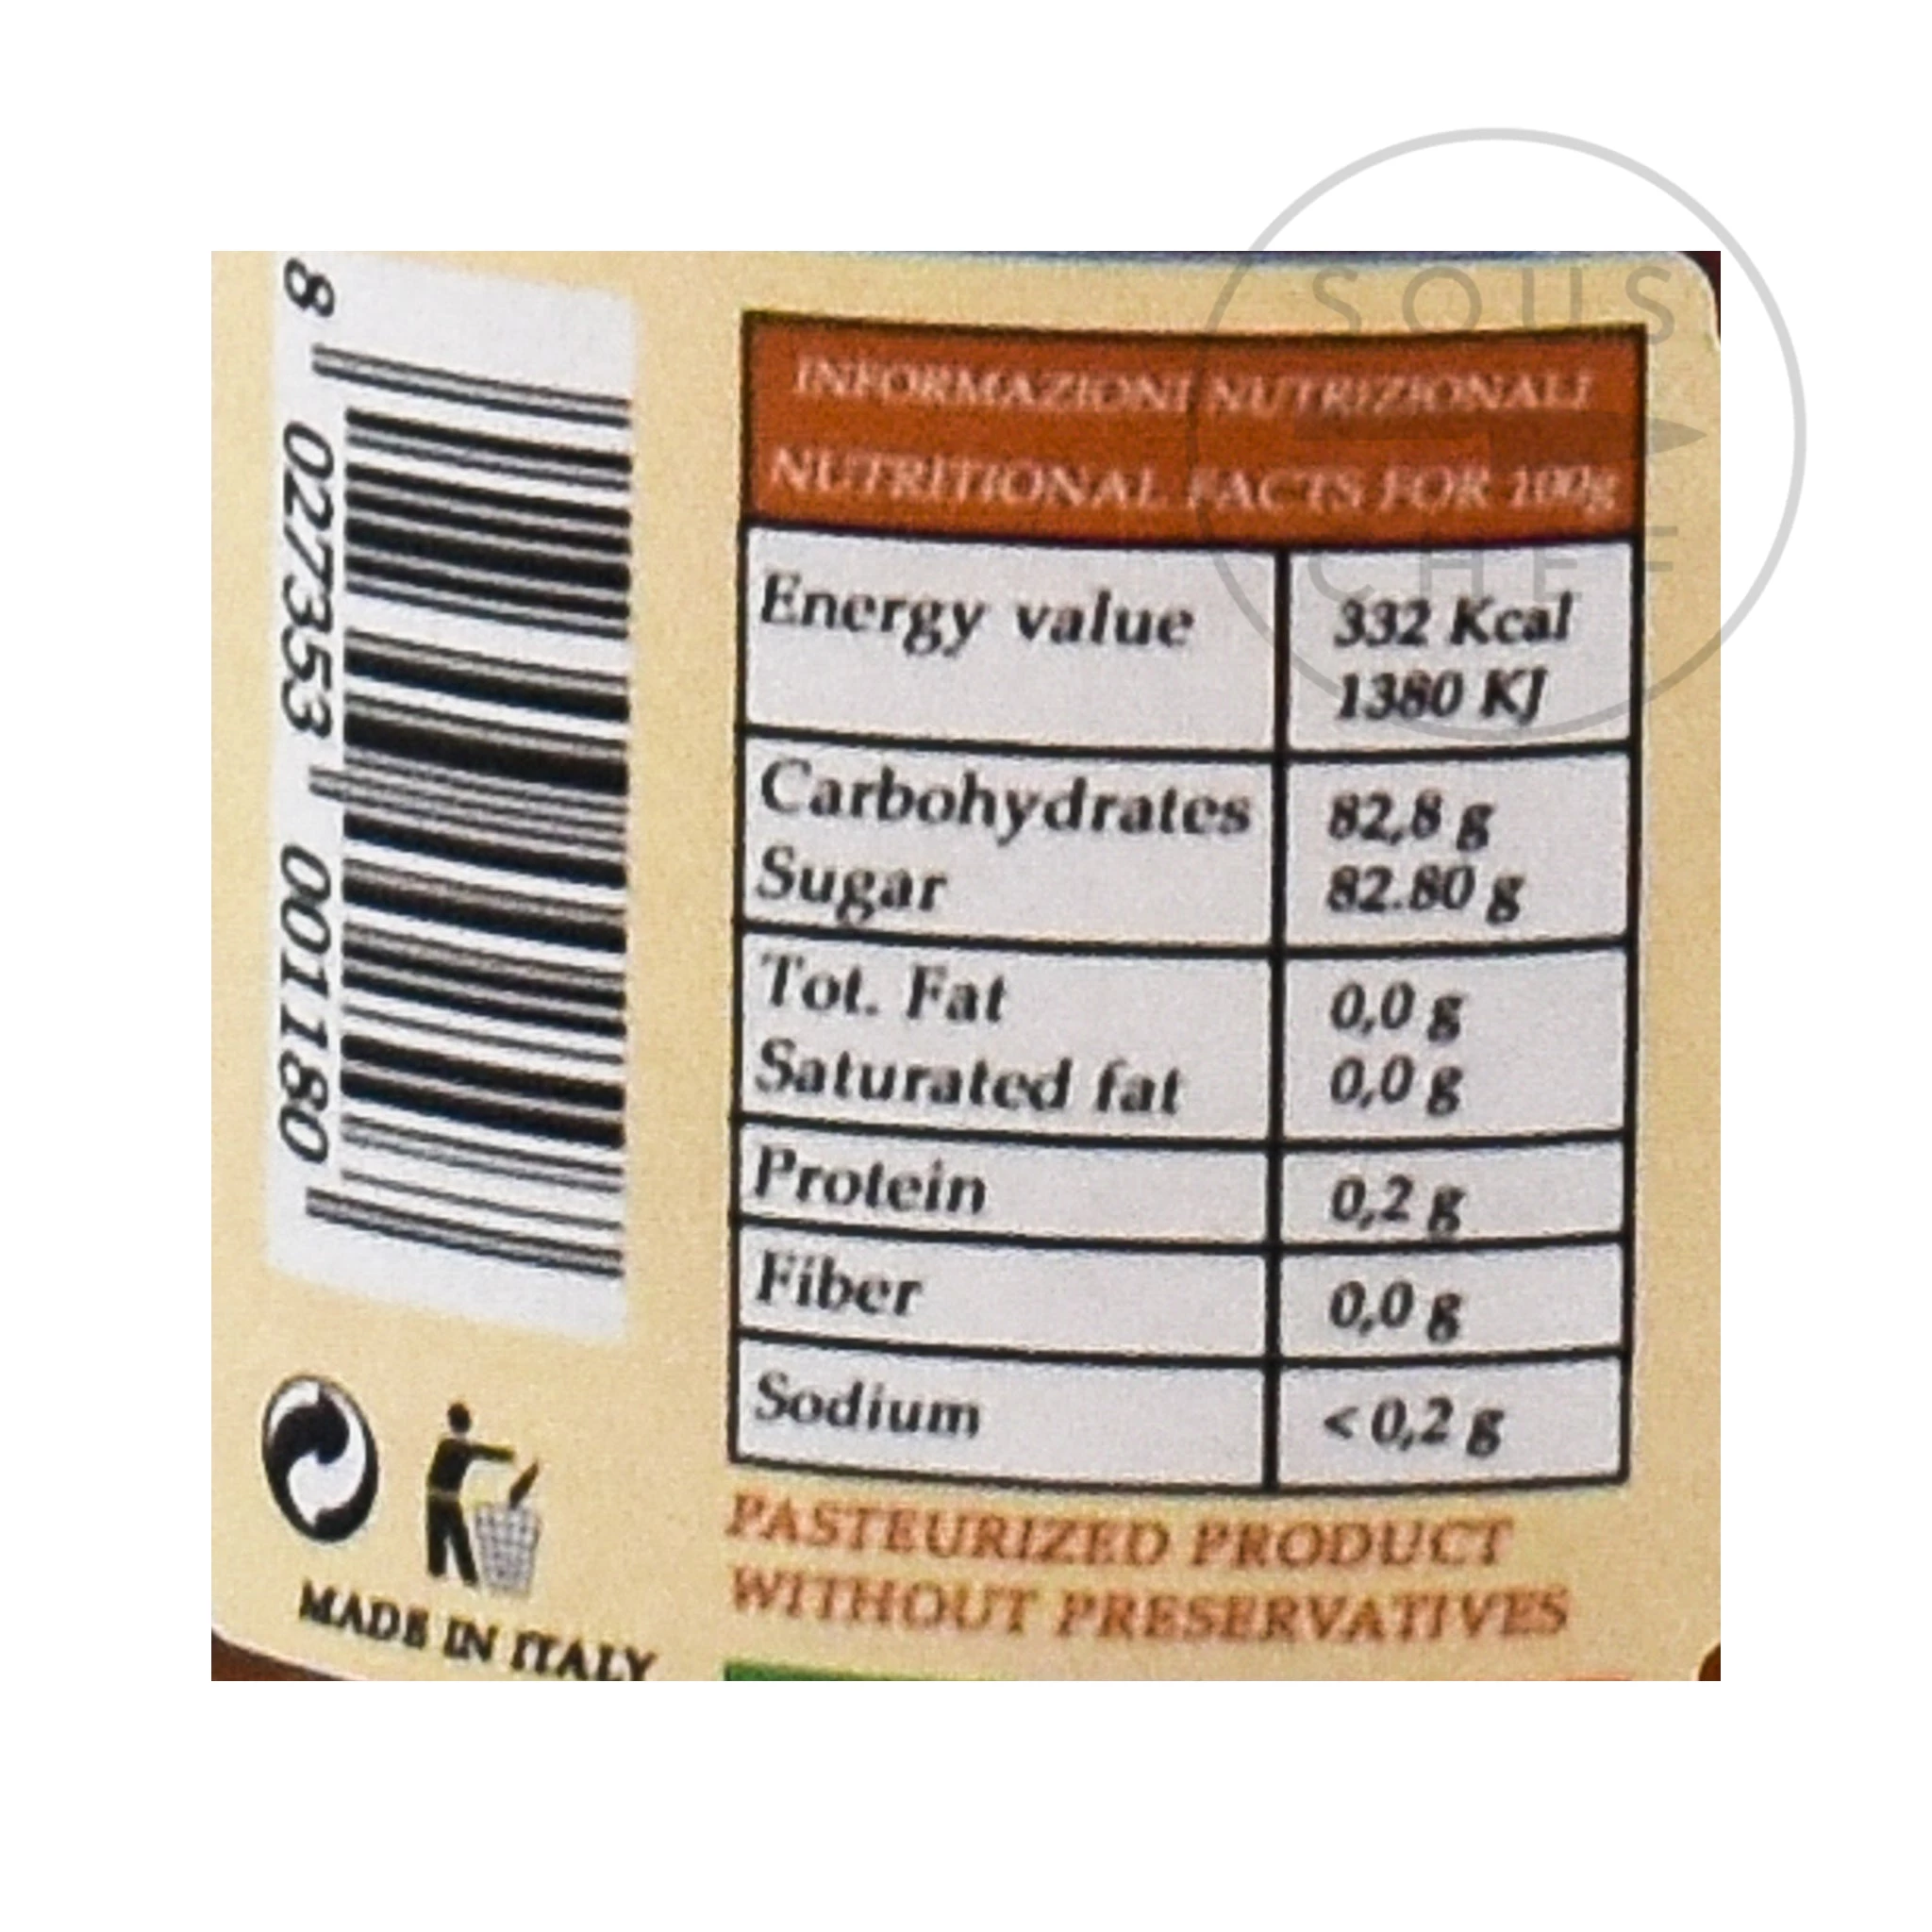 SOUS
CHEF
8 027353 001180
INFORMAZIONI NUTRIZIONALI
NUTRITIONAL FACTS FOR 100g
Energy value 332 Kcal
1380 KJ
Carbohydrates 82,8 g
Sugar 82.80 g
Tot. Fat 0,0 g
Saturated fat 0,0 g
Protein 0,2 g
Fiber 0,0 g
Sodium < 0,2 g
PASTEURIZED PRODUCT
WITHOUT PRESERVATIVES
MADE IN ITALY